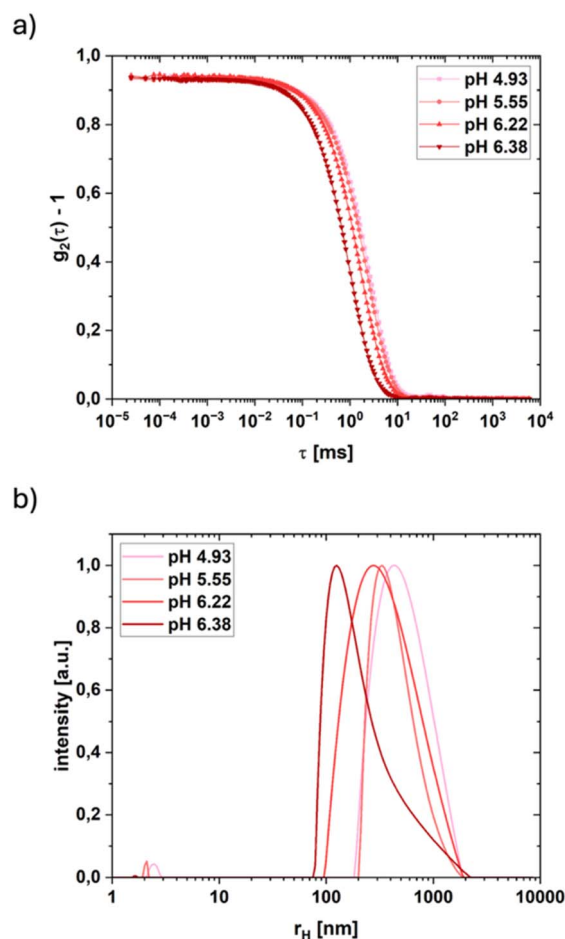 a)
1,0
0,8
0,6
0,4
0,2
0,0
g₂(τ) - 1
pH 4.93
pH 5.55
pH 6.22
pH 6.38
10⁻⁵ 10⁻⁴ 10⁻³ 10⁻² 10⁻¹ 10⁰ 10¹ 10² 10³ 10⁴
τ [ms]
b)
1,0
0,8
0,6
0,4
0,2
0,0
intensity [a.u.]
pH 4.93
pH 5.55
pH 6.22
pH 6.38
1 10 100 1000 10000
r_H [nm]